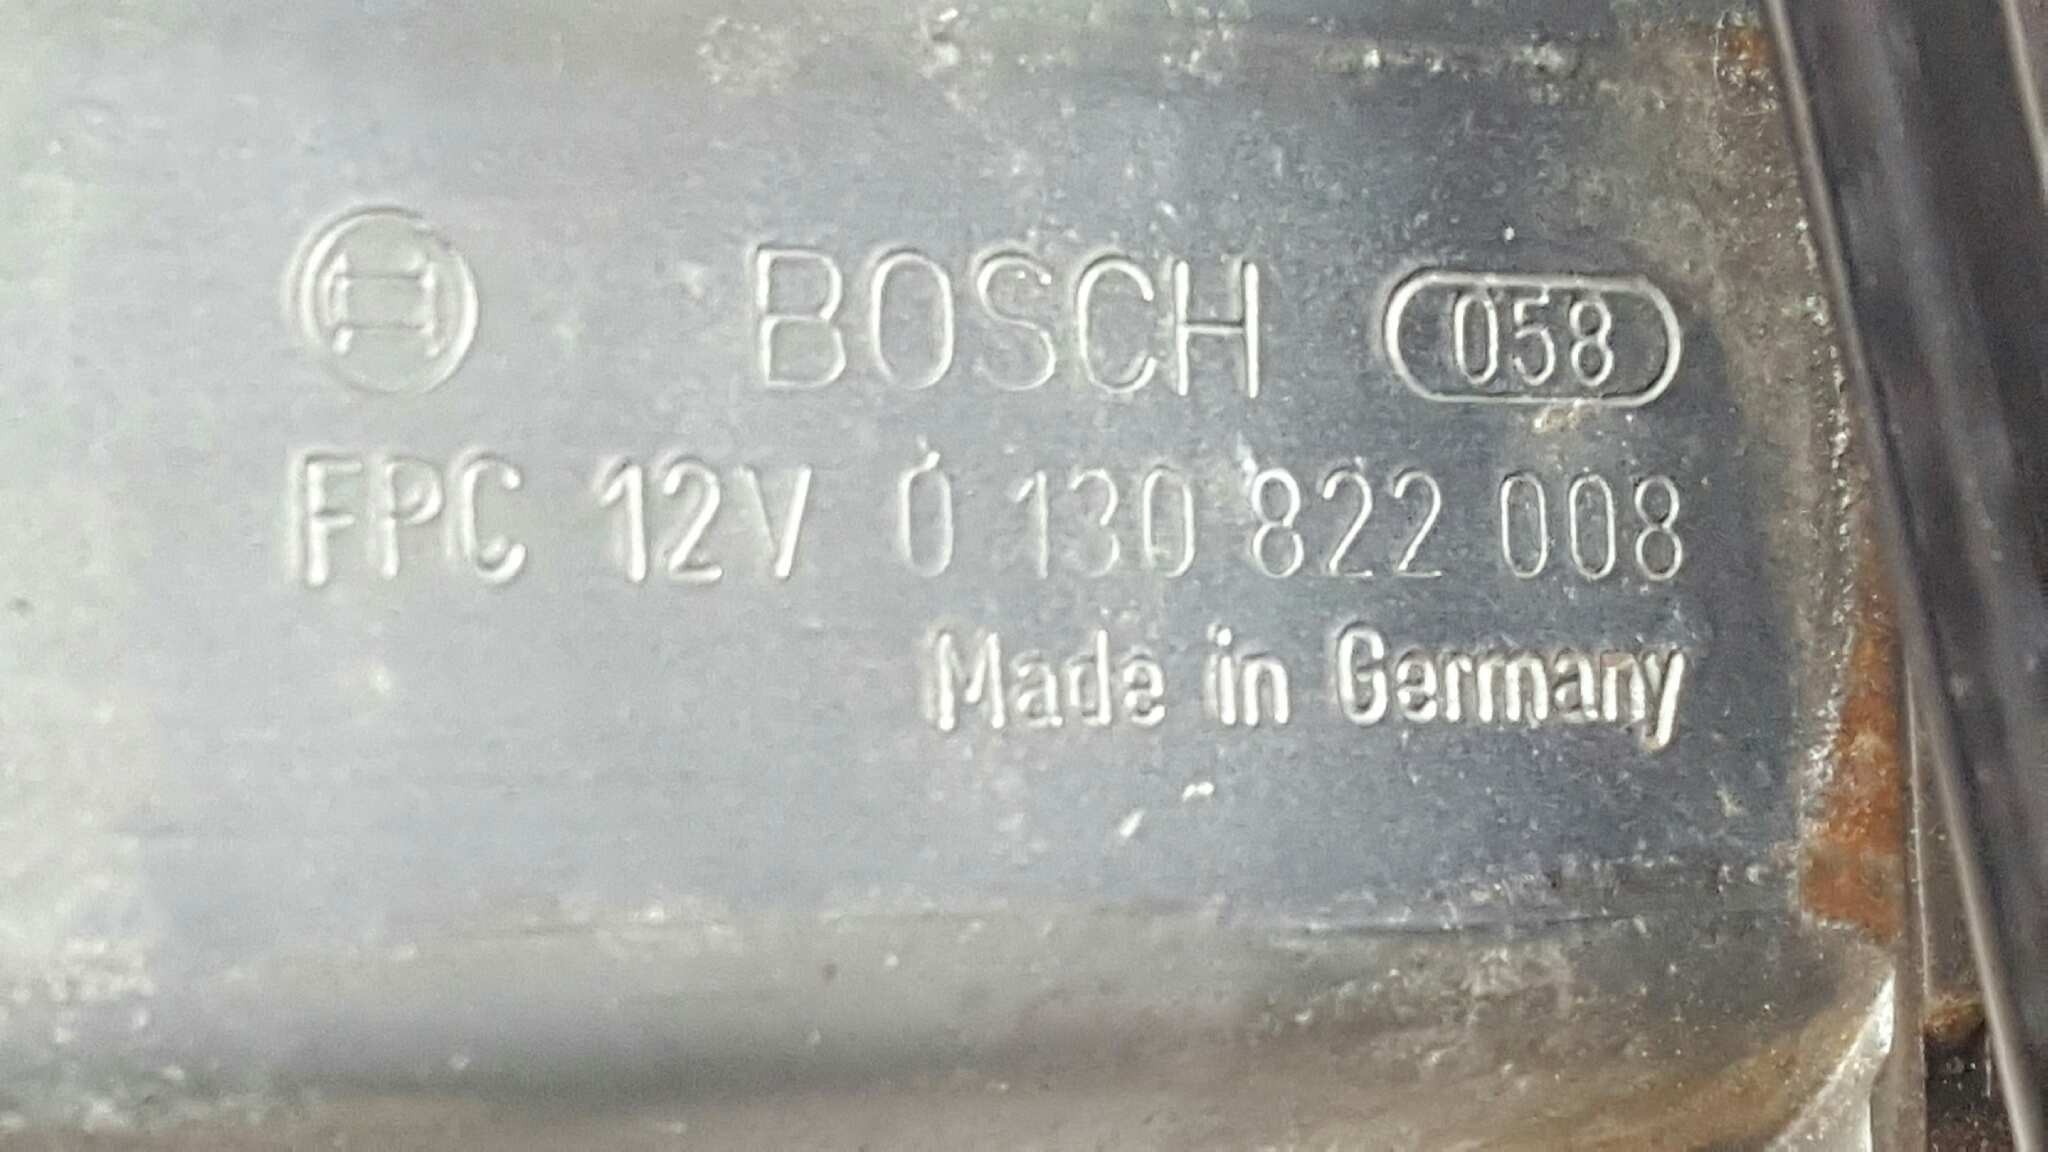 BOSCH 058
FPC 12V 0 130 822 008
Made in Germany